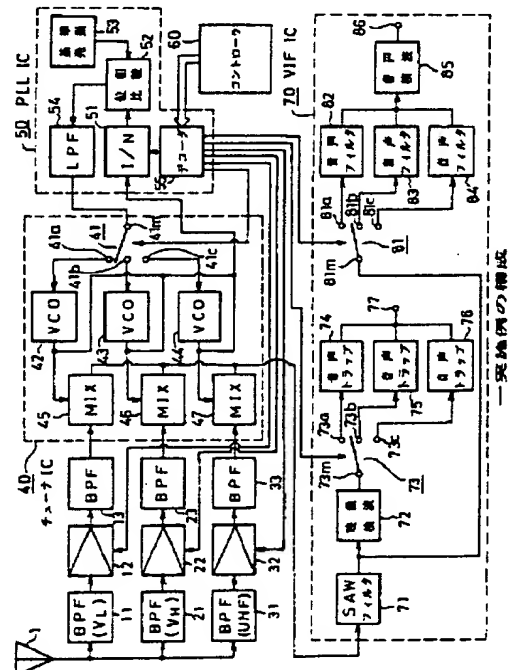 1
BPF
(VL)
11
12
BPF
13
BPF
(VH)
21
22
BPF
23
BPF
(UHF)
31
32
BPF
33
チューナIC
40
MIX
45
MIX
46
MIX
47
VCO
42
VCO
43
VCO
44
41a
41
41m
41b
41c
50 PLL IC
LPF
54
基準
発振
53
位相
比較
52
1/N
51
デコーダ
55
コントローラ
60
70 VIF IC
SAW
フィルタ
71
映像
検波
72
73a
73m
73b
73
73c
音声
トラップ
74
音声
トラップ
75
音声
トラップ
76
77
81a
81b
81c
81m
81
音声
フィルタ
82
音声
フィルタ
83
音声
フィルタ
84
音声
検波
85
86
一実施例の構成